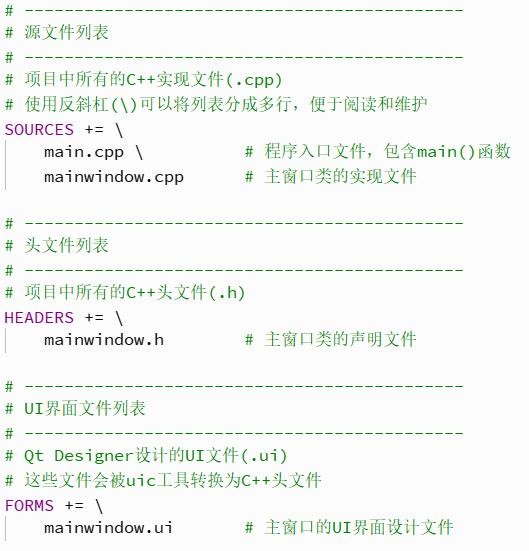 # --------------------------------------------
# 源文件列表
# --------------------------------------------
# 项目中所有的C++实现文件(.cpp)
# 使用反斜杠(\)可以将列表分成多行，便于阅读和维护
SOURCES += \
    main.cpp \          # 程序入口文件，包含main()函数
    mainwindow.cpp      # 主窗口类的实现文件

# --------------------------------------------
# 头文件列表
# --------------------------------------------
# 项目中所有的C++头文件(.h)
HEADERS += \
    mainwindow.h        # 主窗口类的声明文件

# --------------------------------------------
# UI界面文件列表
# --------------------------------------------
# Qt Designer设计的UI文件(.ui)
# 这些文件会被uic工具转换为C++头文件
FORMS += \
    mainwindow.ui       # 主窗口的UI界面设计文件